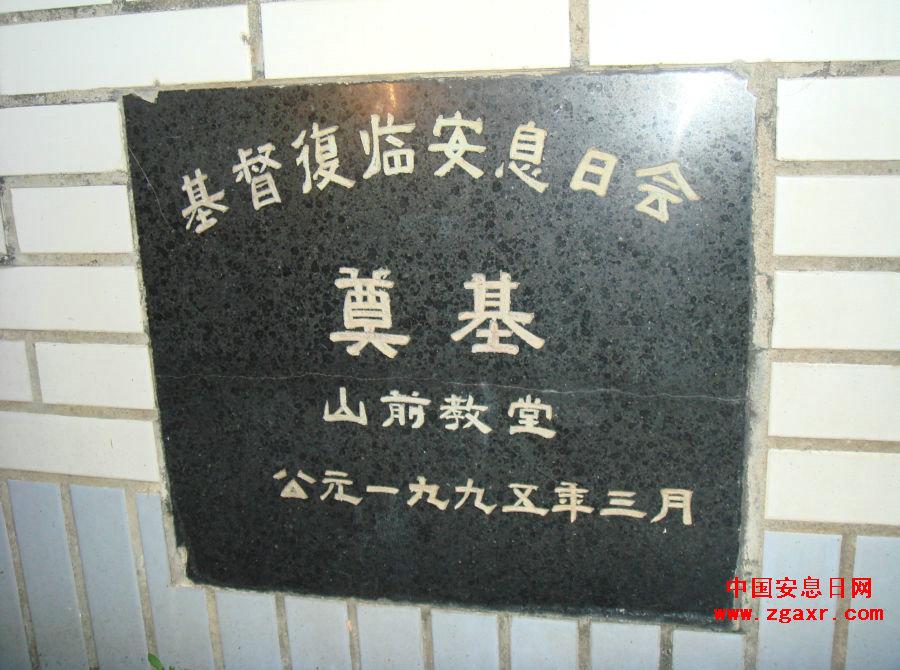 基督復临安息日会
奠基
山前教堂
公元一九九五年三月
中国安息日网
www.zgaxr.com